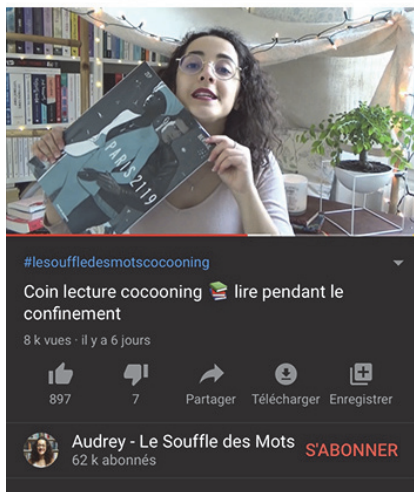 PARIS 2119
#lesouffledesmotscocooning
Coin lecture cocooning 📚 lire pendant le
confinement
8 k vues · il y a 6 jours
897
7
Partager
Télécharger
Enregistrer
Audrey - Le Souffle des Mots
S'ABONNER
62 k abonnés